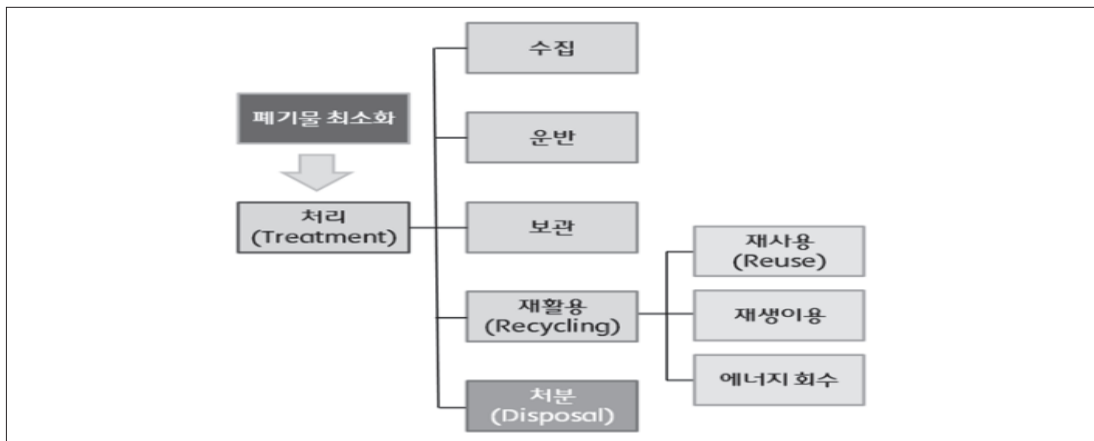 수집
폐기물 최소화
운반
처리
(Treatment)
보관
재사용
(Reuse)
재활용
(Recycling)
재생이용
에너지 회수
처분
(Disposal)